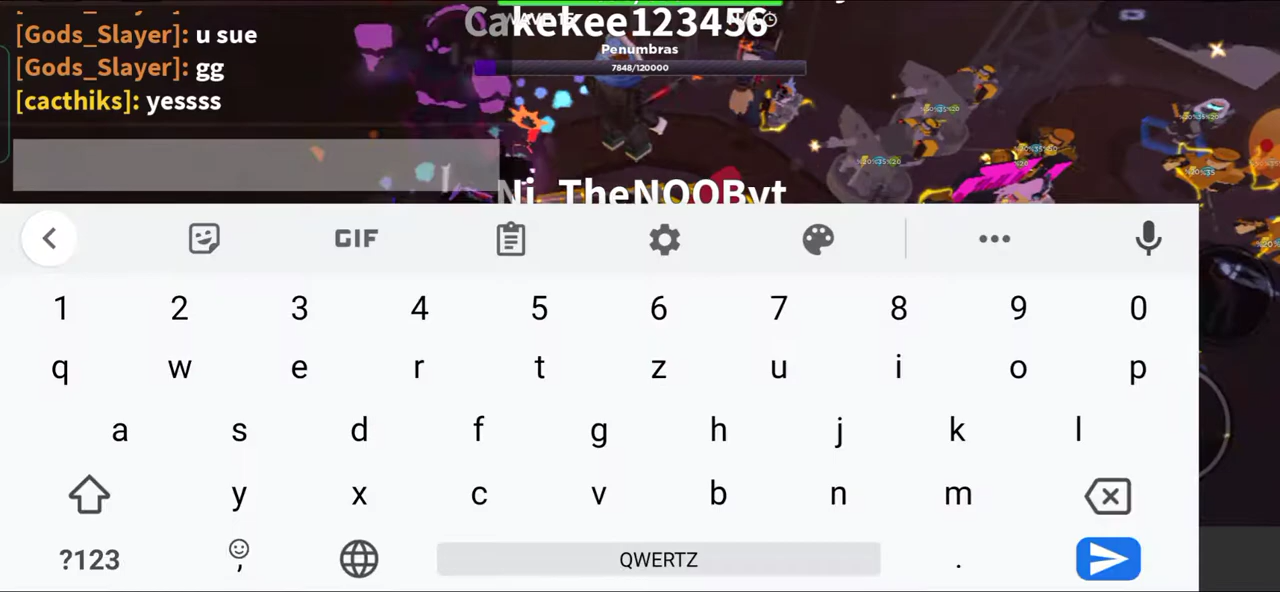 [Gods_Slayer]: u sue
[Gods_Slayer]: gg
[cacthiks]: yessss
Cakekee123456
Penumbras
7848/120000
Ni_TheNOOByt
GIF
1 2 3 4 5 6 7 8 9 0
q w e r t z u i o p
a s d f g h j k l
y x c v b n m
?123 , QWERTZ .